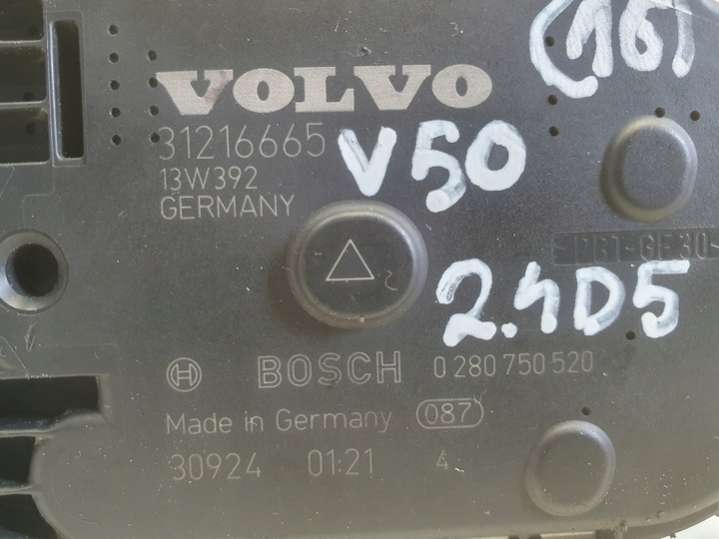 (16)
VOLVO
31216665
V50
13W392
GERMANY
2.4D5
BOSCH 0 280 750 520
Made in Germany 087
30924 01:21 4